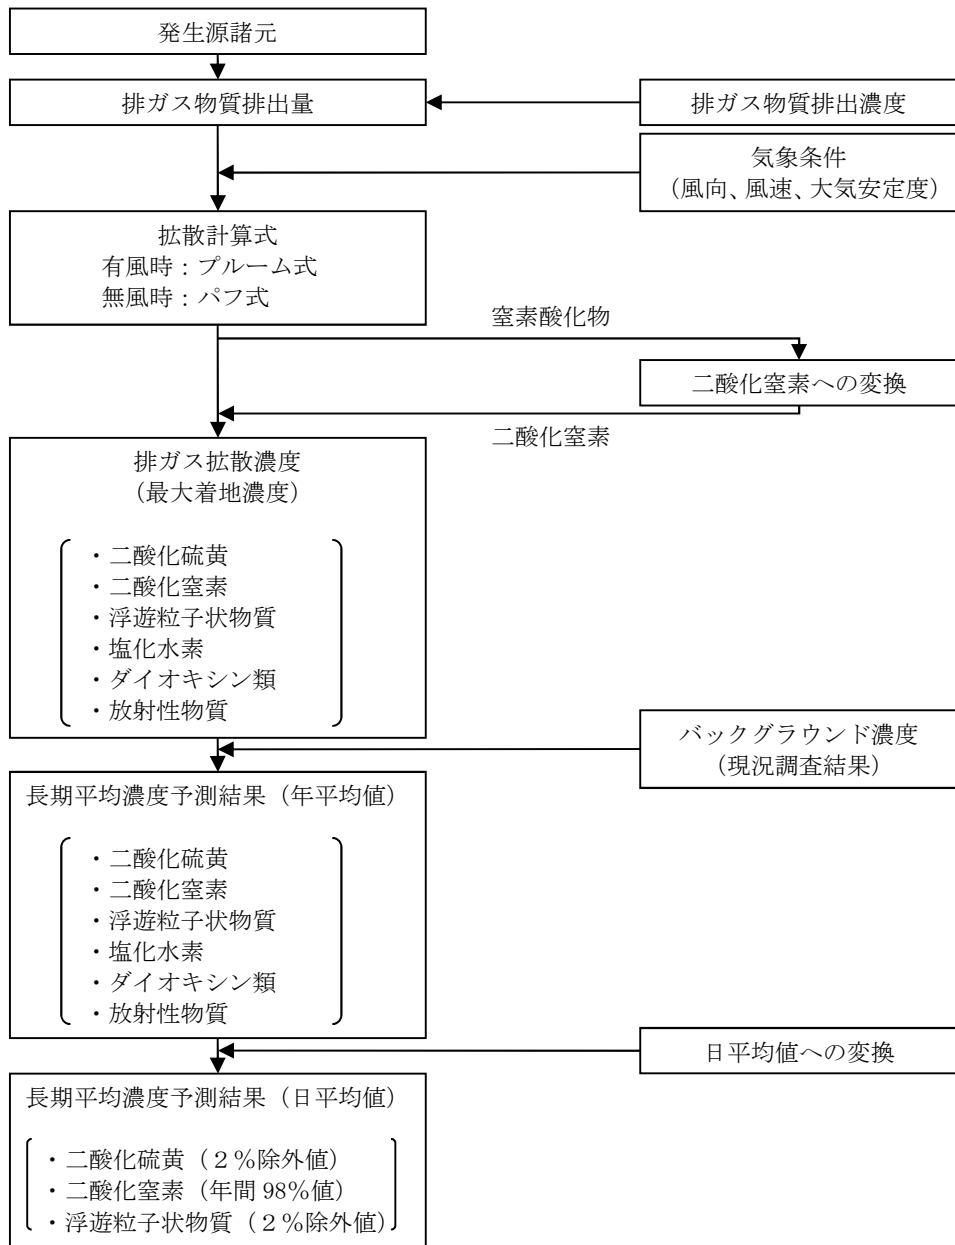 発生源諸元
排ガス物質排出量
排ガス物質排出濃度
気象条件
（風向、風速、大気安定度）
拡散計算式
有風時：プルーム式
無風時：パフ式
窒素酸化物
二酸化窒素への変換
二酸化窒素
排ガス拡散濃度
（最大着地濃度）
・二酸化硫黄
・二酸化窒素
・浮遊粒子状物質
・塩化水素
・ダイオキシン類
・放射性物質
バックグラウンド濃度
（現況調査結果）
長期平均濃度予測結果（年平均値）
・二酸化硫黄
・二酸化窒素
・浮遊粒子状物質
・塩化水素
・ダイオキシン類
・放射性物質
日平均値への変換
長期平均濃度予測結果（日平均値）
・二酸化硫黄（２％除外値）
・二酸化窒素（年間 98％値）
・浮遊粒子状物質（２％除外値）